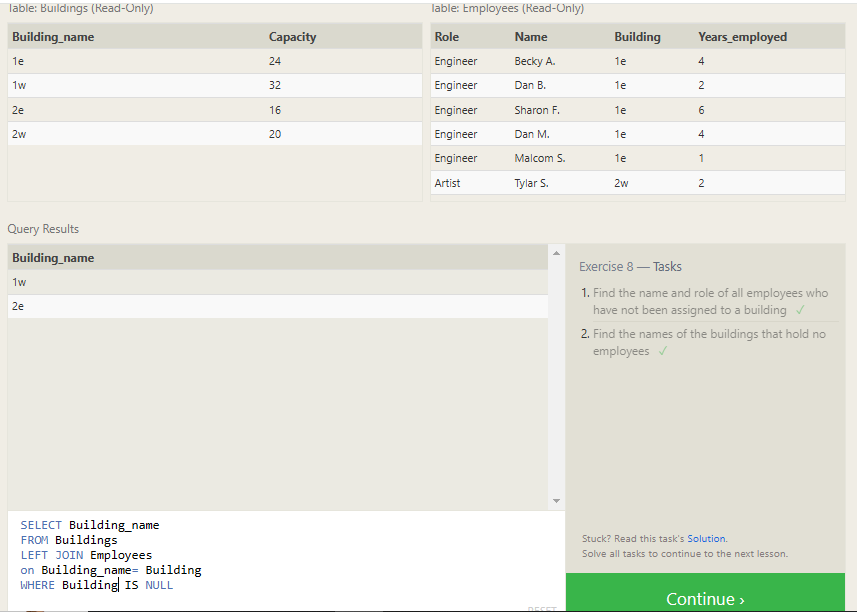 Table: Buildings (Read-Only)
Building_name Capacity
1e 24
1w 32
2e 16
2w 20
Table: Employees (Read-Only)
Role Name Building Years_employed
Engineer Becky A. 1e 4
Engineer Dan B. 1e 2
Engineer Sharon F. 1e 6
Engineer Dan M. 1e 4
Engineer Malcom S. 1e 1
Artist Tylar S. 2w 2
Query Results
Building_name
1w
2e
Exercise 8 — Tasks
1. Find the name and role of all employees who
have not been assigned to a building ✓
2. Find the names of the buildings that hold no
employees ✓
SELECT Building_name
FROM Buildings
LEFT JOIN Employees
on Building_name= Building
WHERE Building IS NULL
RESET
Stuck? Read this task's Solution.
Solve all tasks to continue to the next lesson.
Continue ›